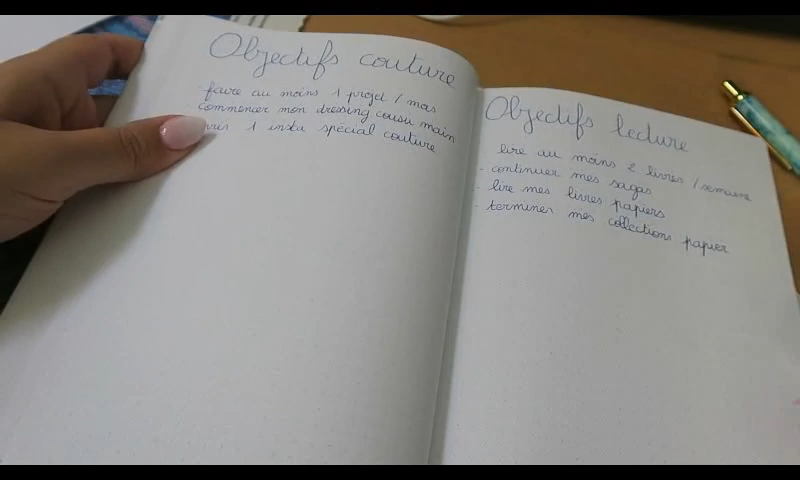 Objectifs couture
- faire au moins 1 projet / mois
commencer mon dressing cousu main
1 insta spécial couture
Objectifs lecture
lire au moins 2 livres / semaine
- continuer mes sagas
- lire mes livres papiers
- terminer mes collections papier